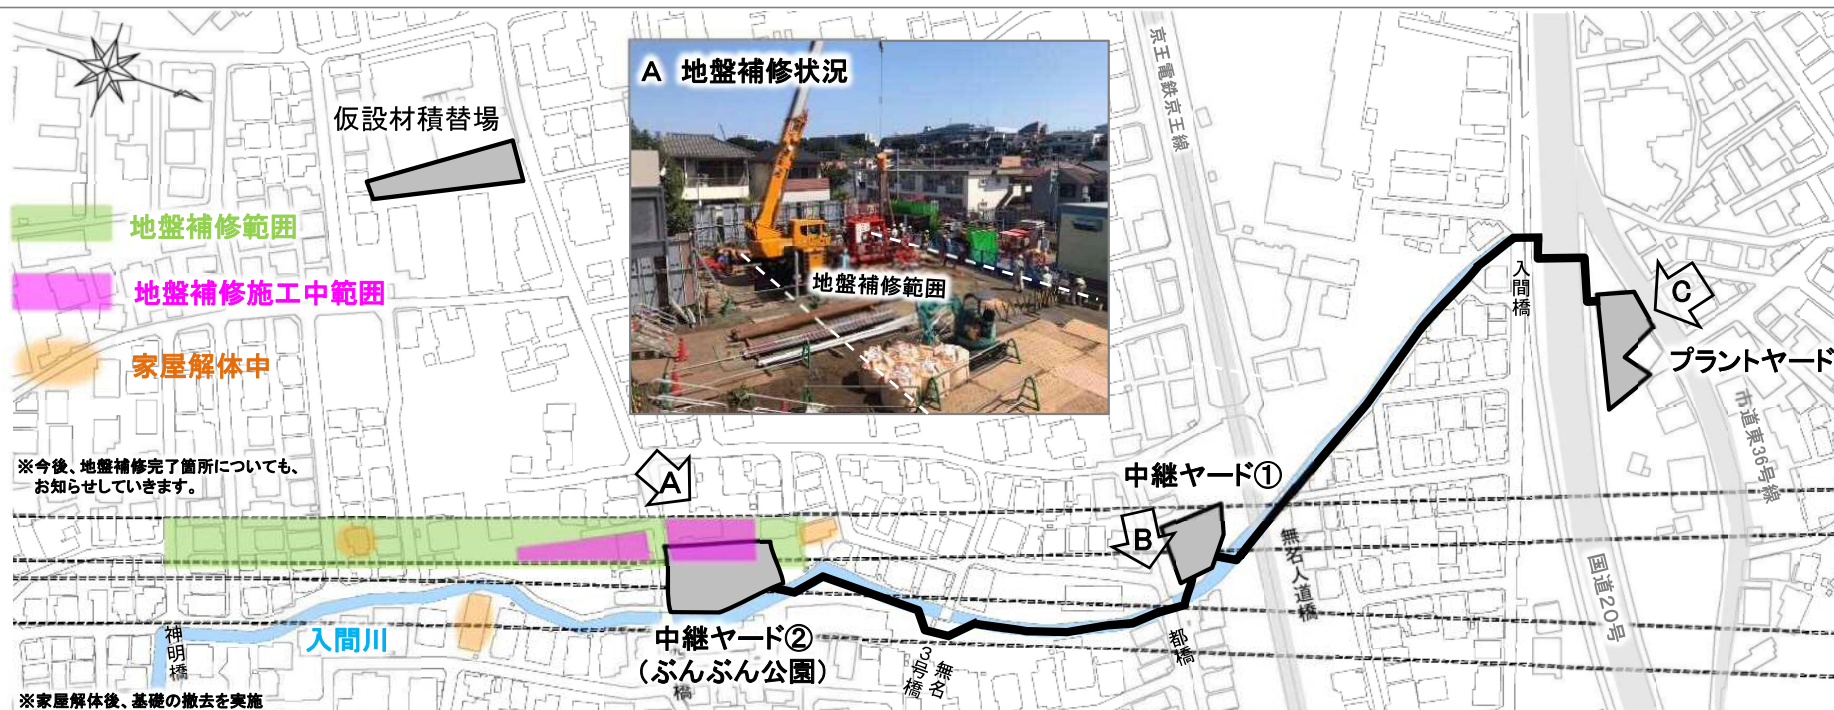 A 地盤補修状況
地盤補修範囲
仮設材積替場
地盤補修範囲
地盤補修施工中範囲
家屋解体中
※今後、地盤補修完了箇所についても、
お知らせしていきます。
A
B
C
中継ヤード①
中継ヤード②
(ぶんぶん公園)
橋
プラントヤード
京王電鉄京王線
入間橋
市道東36号線
国道20号
無名人道橋
都橋
無名
3号橋
入間川
神明橋
※家屋解体後、基礎の撤去を実施